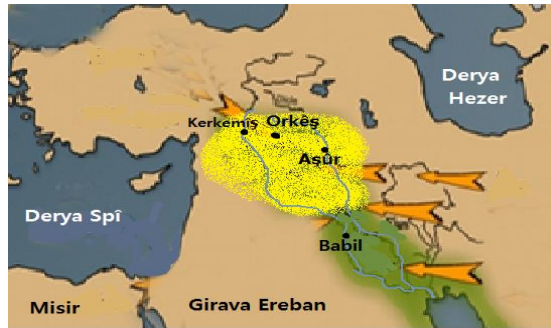 Derya
Hezer
Kerkemîş
Orkêş
Aşûr
Derya Spî
Babil
Misir
Girava Ereban